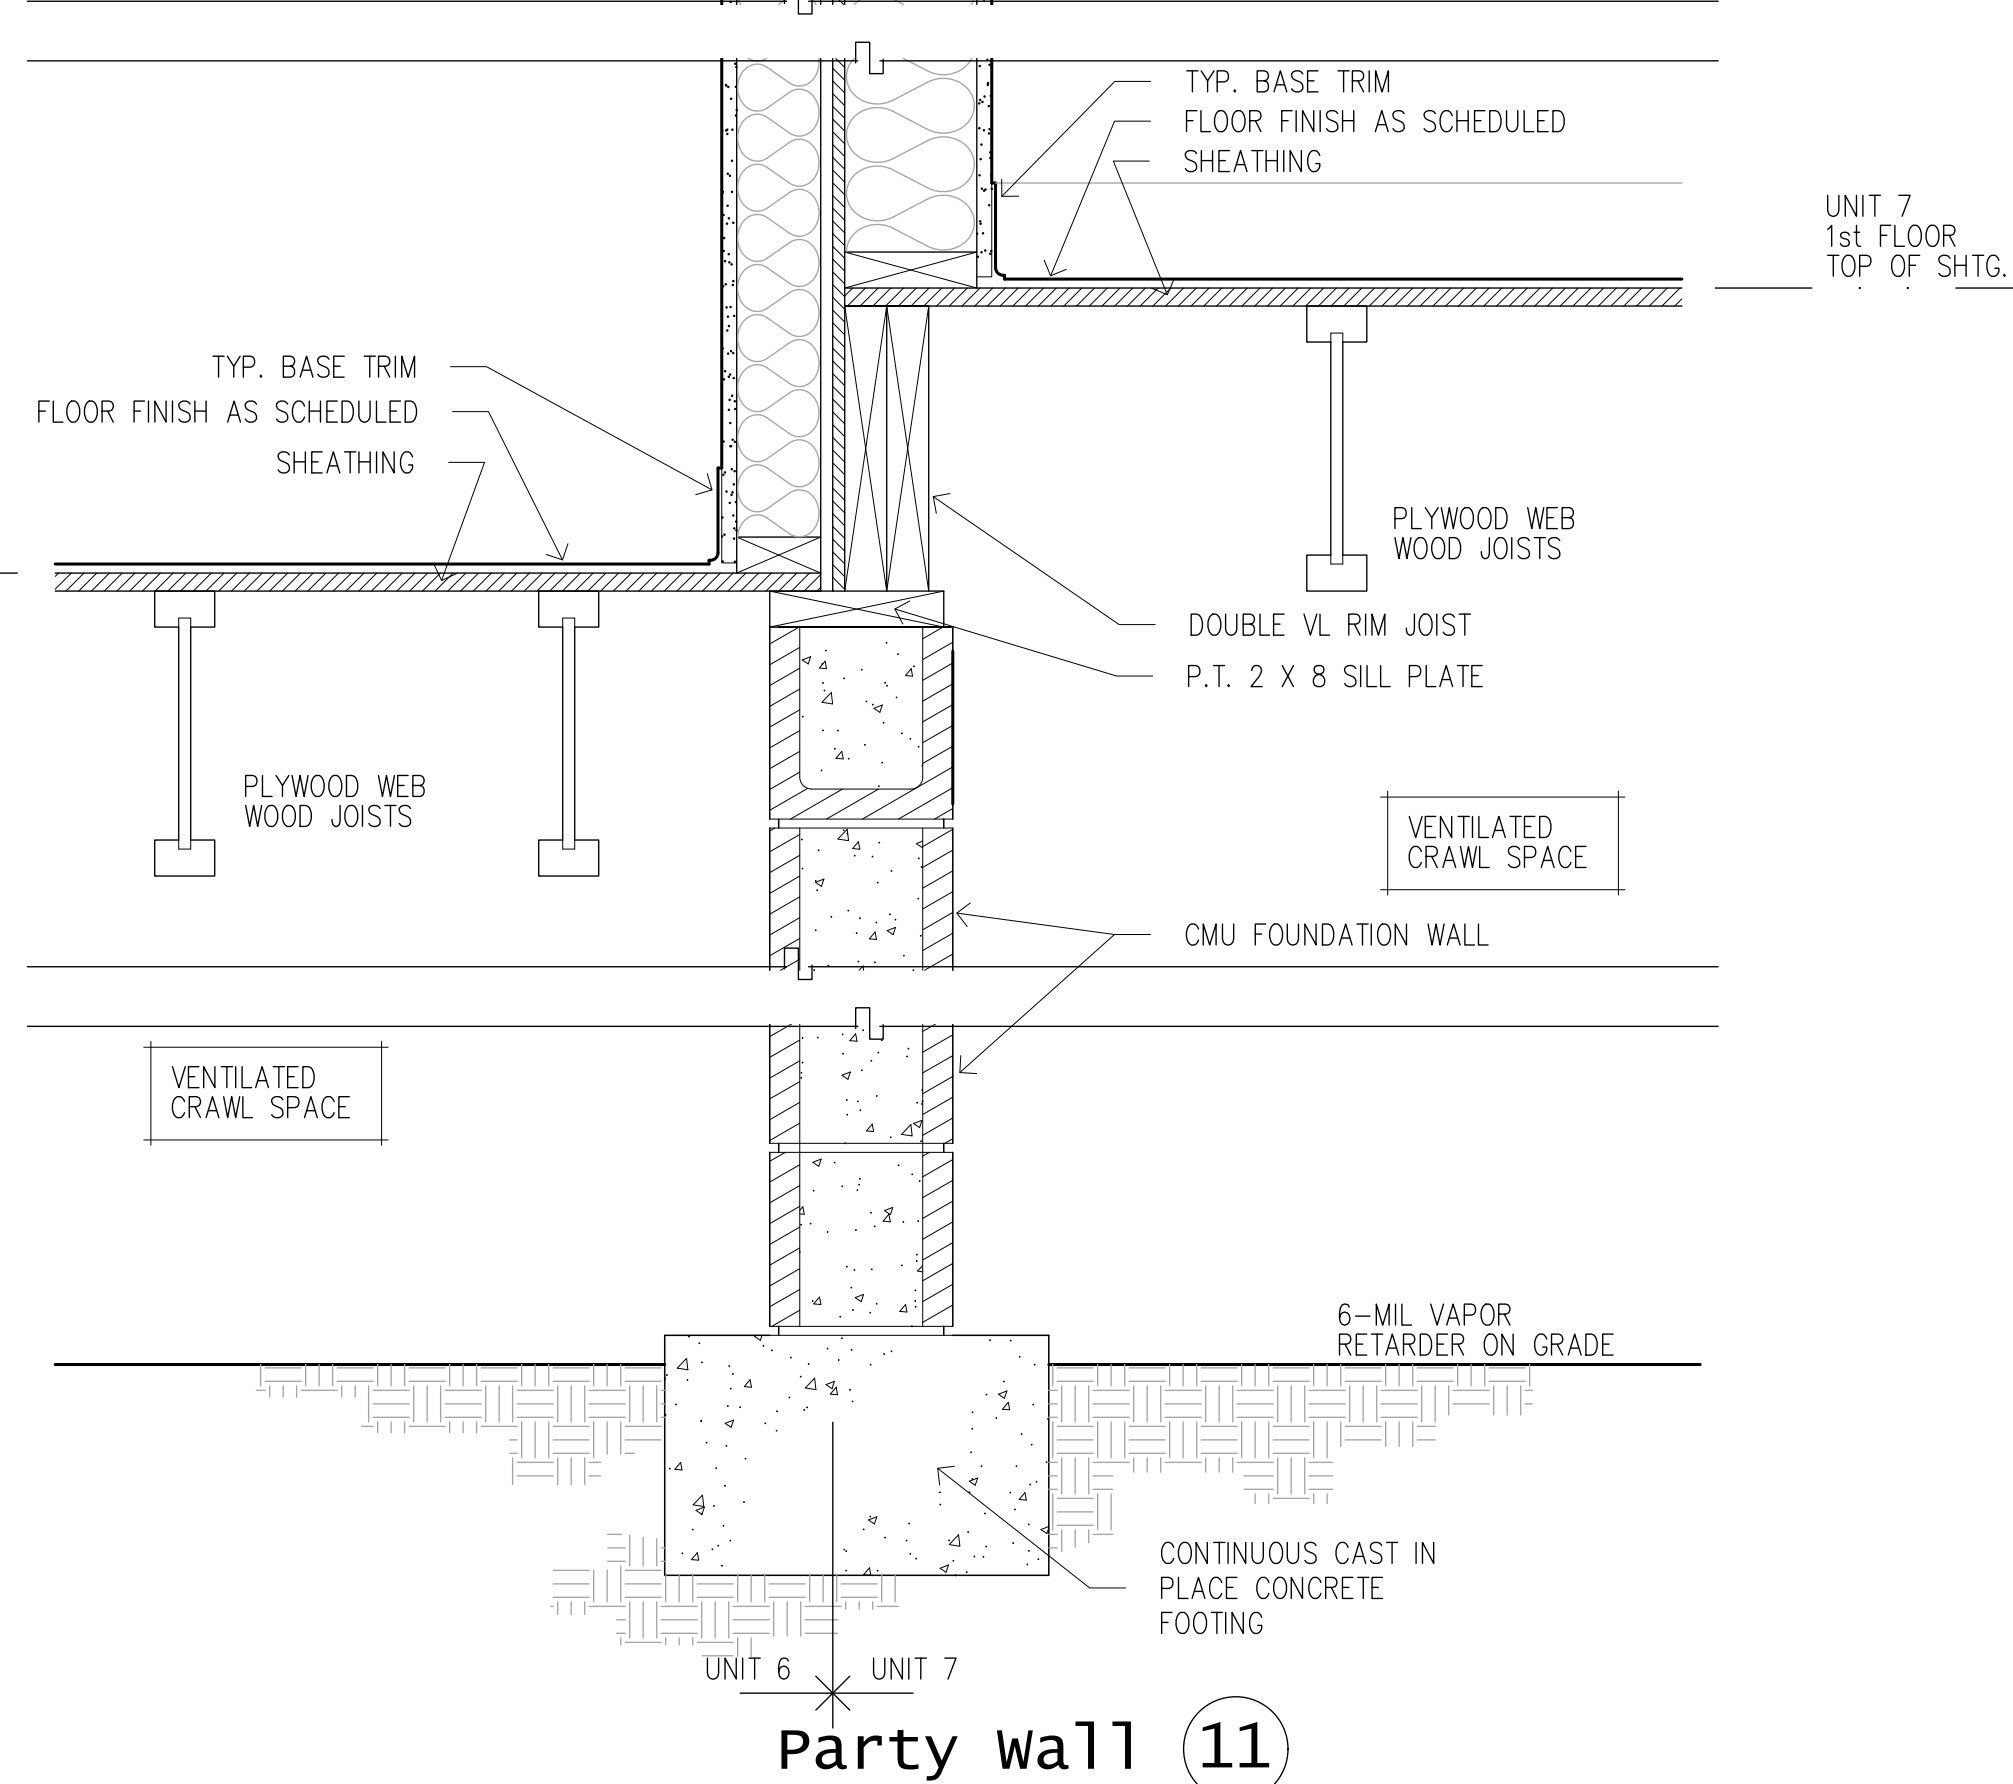 TYP. BASE TRIM
FLOOR FINISH AS SCHEDULED
SHEATHING
UNIT 7
1st FLOOR
TOP OF SHTG.
TYP. BASE TRIM
FLOOR FINISH AS SCHEDULED
SHEATHING
PLYWOOD WEB
WOOD JOISTS
DOUBLE VL RIM JOIST
P.T. 2 X 8 SILL PLATE
PLYWOOD WEB
WOOD JOISTS
VENTILATED
CRAWL SPACE
CMU FOUNDATION WALL
VENTILATED
CRAWL SPACE
6-MIL VAPOR
RETARDER ON GRADE
CONTINUOUS CAST IN
PLACE CONCRETE
FOOTING
UNIT 6
UNIT 7
Party Wall 11